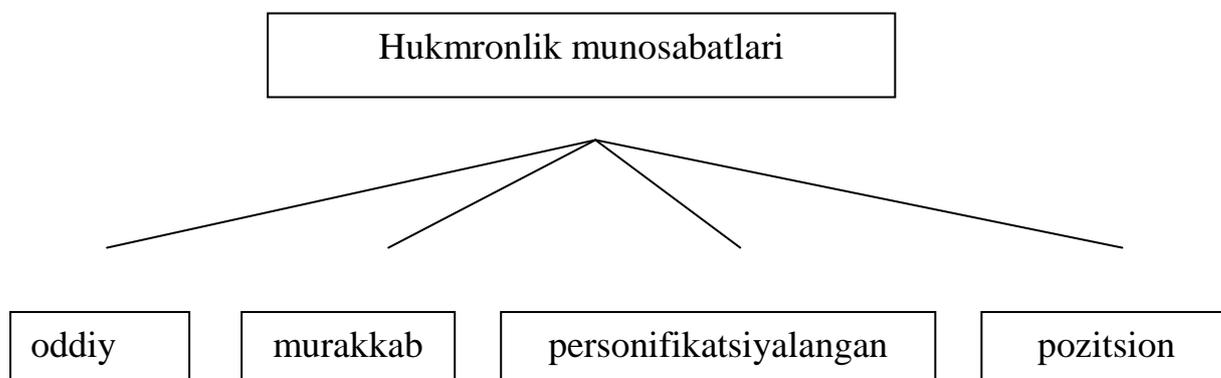 Hukmronlik munosabatlari
oddiy murakkab personifikatsiyalangan pozitsion